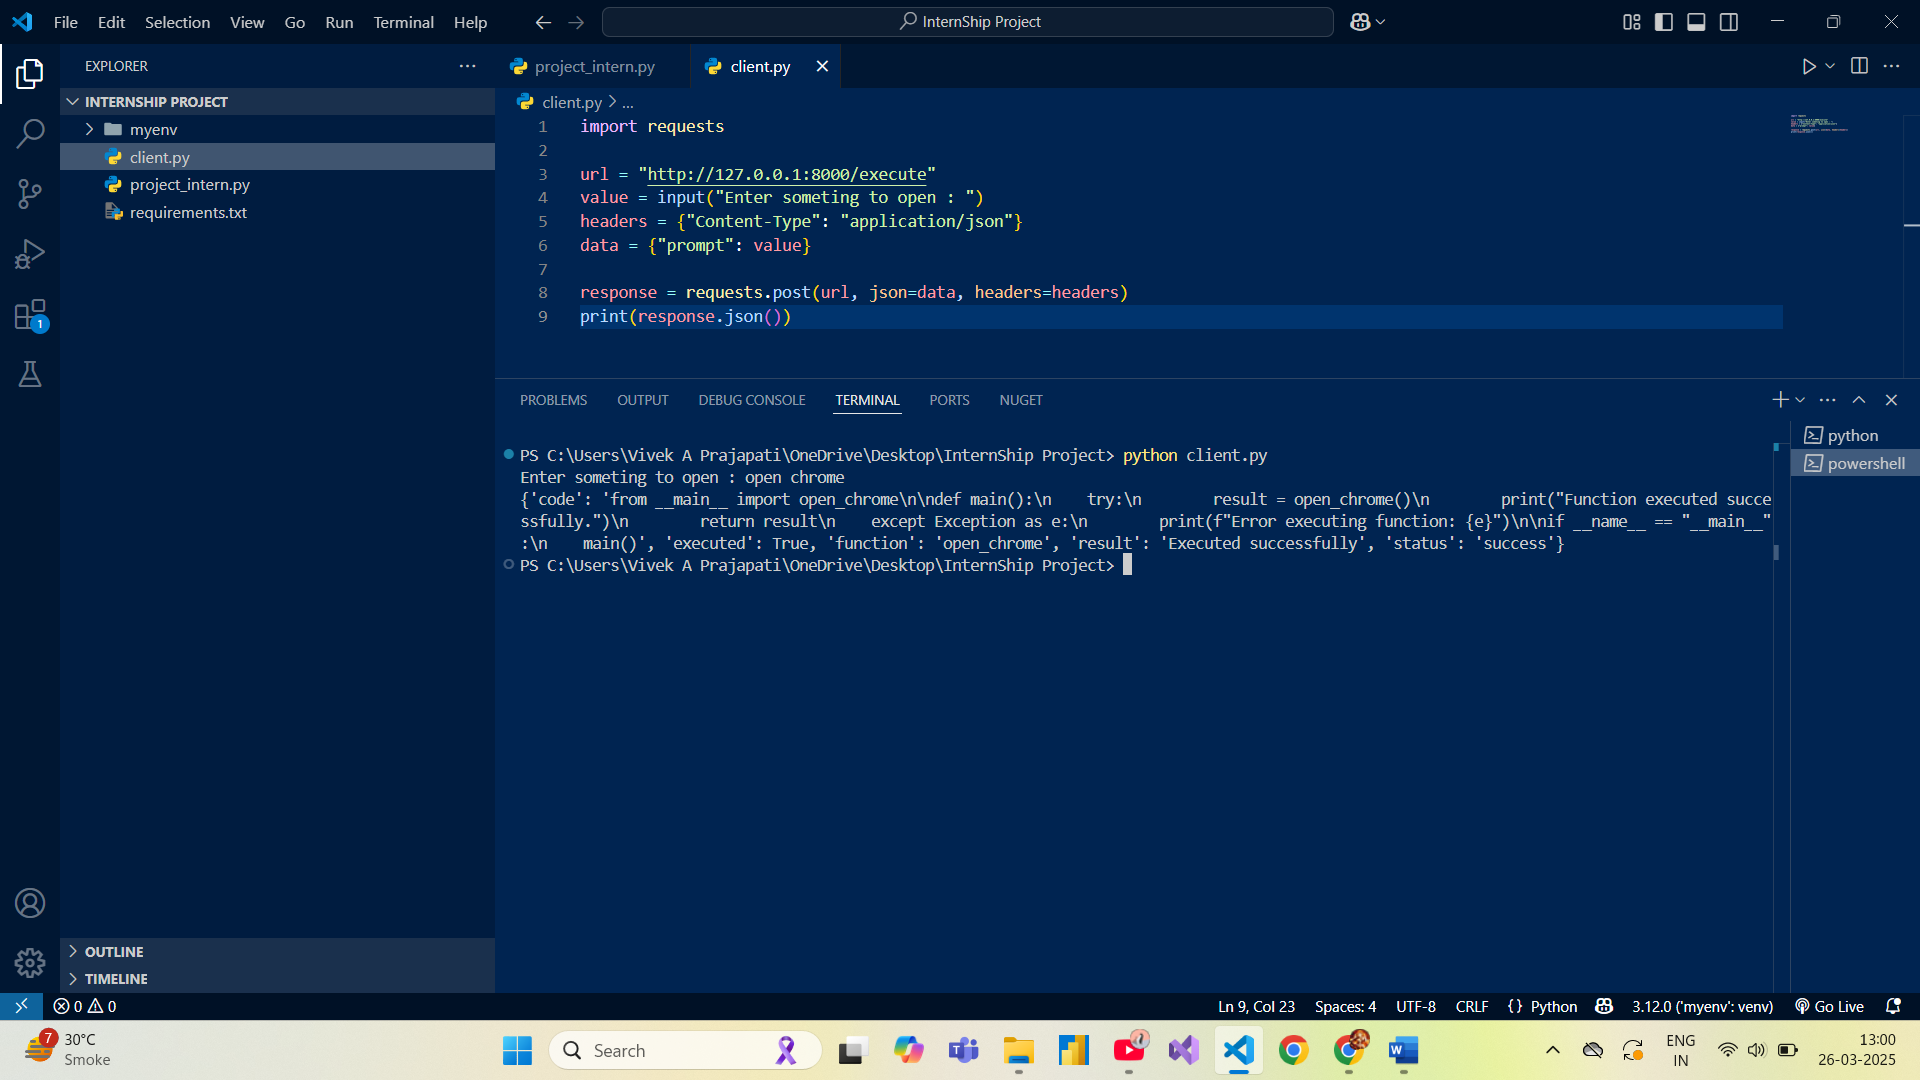 File Edit Selection View Go Run Terminal Help
InternShip Project
EXPLORER
INTERNSHIP PROJECT
myenv
client.py
project_intern.py
requirements.txt
OUTLINE
TIMELINE
1
project_intern.py
client.py
client.py > ...
1 import requests
2
3 url = "http://127.0.0.1:8000/execute"
4 value = input("Enter someting to open : ")
5 headers = {"Content-Type": "application/json"}
6 data = {"prompt": value}
7
8 response = requests.post(url, json=data, headers=headers)
9 print(response.json())
PROBLEMS OUTPUT DEBUG CONSOLE TERMINAL PORTS NUGET
python
powershell
PS C:\Users\Vivek A Prajapati\OneDrive\Desktop\InternShip Project> python client.py
Enter someting to open : open chrome
{'code': 'from __main__ import open_chrome\n\ndef main():\n    try:\n        result = open_chrome()\n        print("Function executed succe
ssfully.")\n        return result\n    except Exception as e:\n        print(f"Error executing function: {e}")\n\nif __name__ == "__main__"
:\n    main()', 'executed': True, 'function': 'open_chrome', 'result': 'Executed successfully', 'status': 'success'}
PS C:\Users\Vivek A Prajapati\OneDrive\Desktop\InternShip Project>
0 0
Ln 9, Col 23 Spaces: 4 UTF-8 CRLF {} Python 3.12.0 ('myenv': venv) Go Live
7
30°C
Smoke
Search
ENG
IN
13:00
26-03-2025